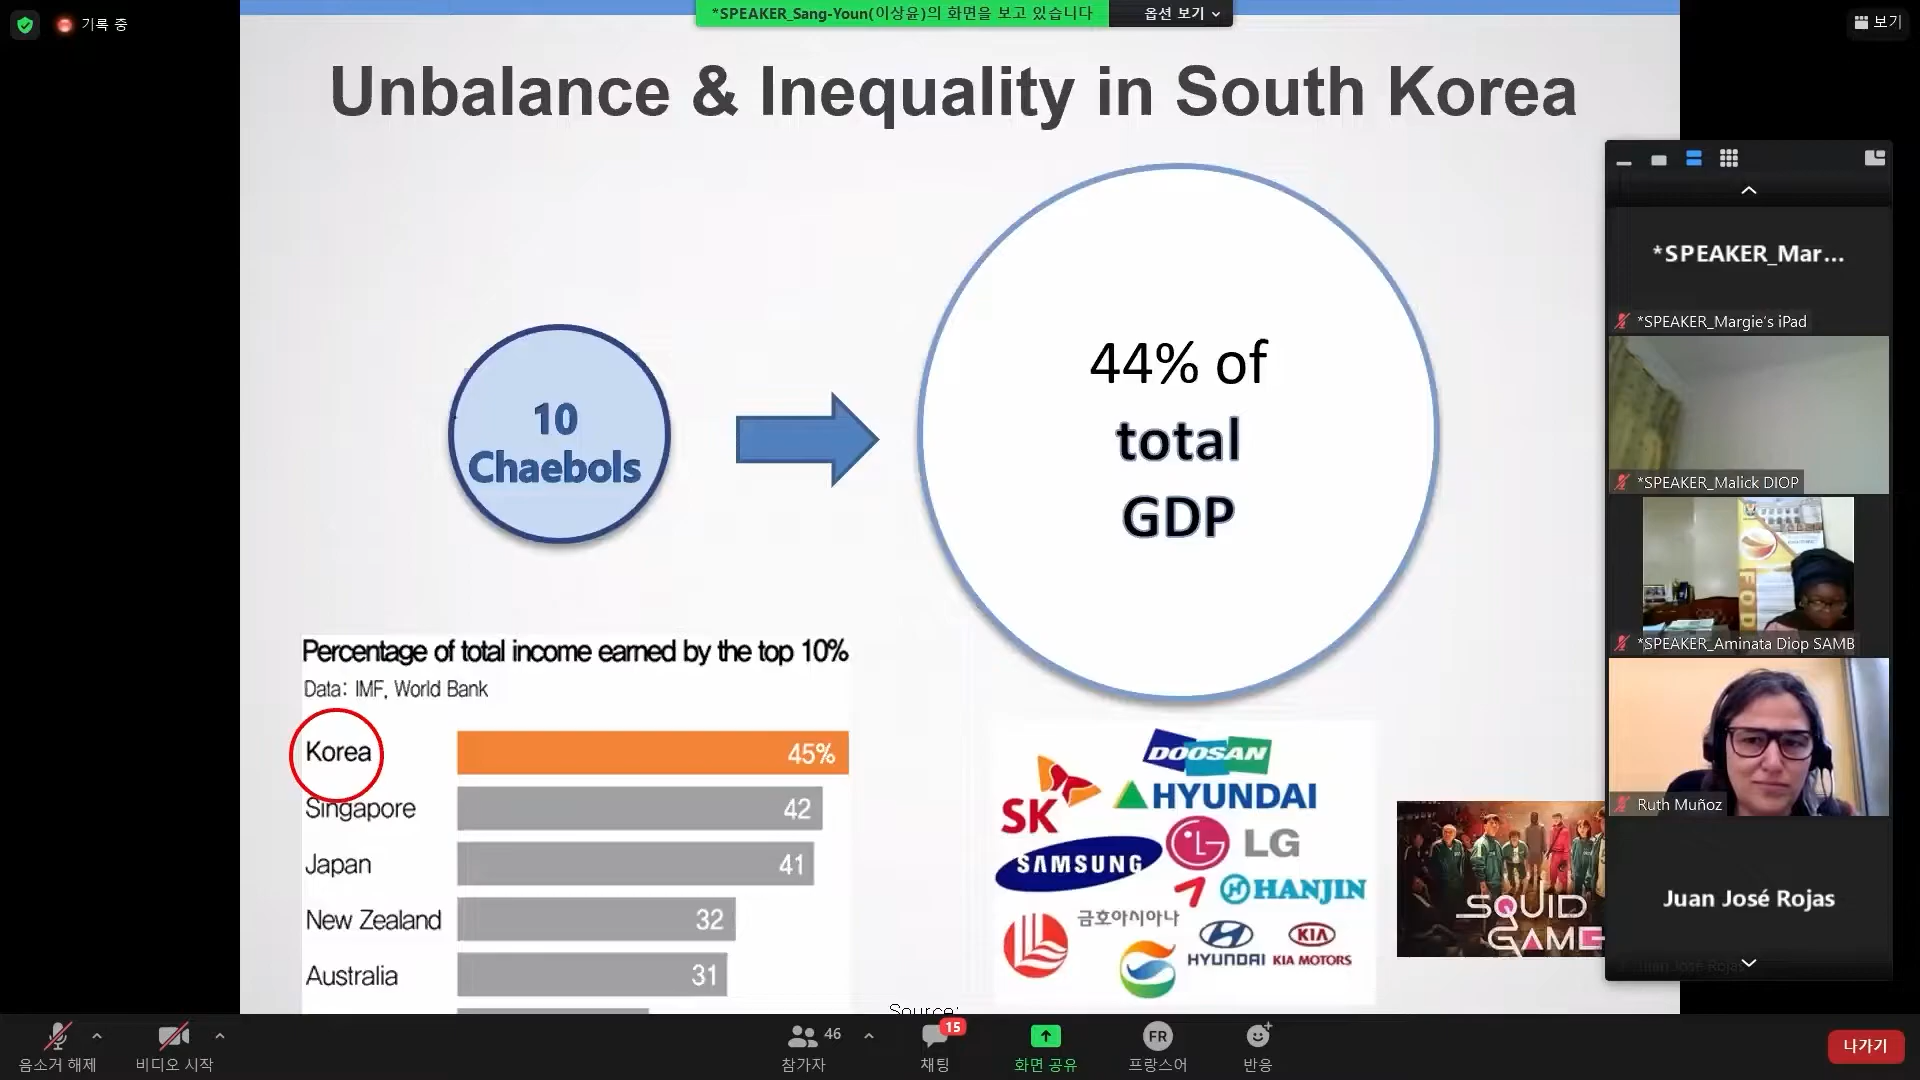 기록 중
*SPEAKER_Sang-Youn(이상윤)의 화면을 보고 있습니다
옵션 보기
보기
Unbalance & Inequality in South Korea
10
Chaebols
44% of
total
GDP
Percentage of total income earned by the top 10%
Data: IMF, World Bank
Korea 45%
Singapore 42
Japan 41
New Zealand 32
Australia 31
DOOSAN
SK
HYUNDAI
SAMSUNG
LG
HANJIN
금호아시아나
HYUNDAI
KIA
KIA MOTORS
SQUID
GAME
Source:
*SPEAKER_Mar...
*SPEAKER_Margie's iPad
*SPEAKER_Malick DIOP
FOD
*SPEAKER_Aminata Diop SAMB
Ruth Muñoz
Juan José Rojas
Juan José Rojas
음소거 해제
비디오 시작
46
참가자
15
채팅
화면 공유
FR
프랑스어
반응
나가기